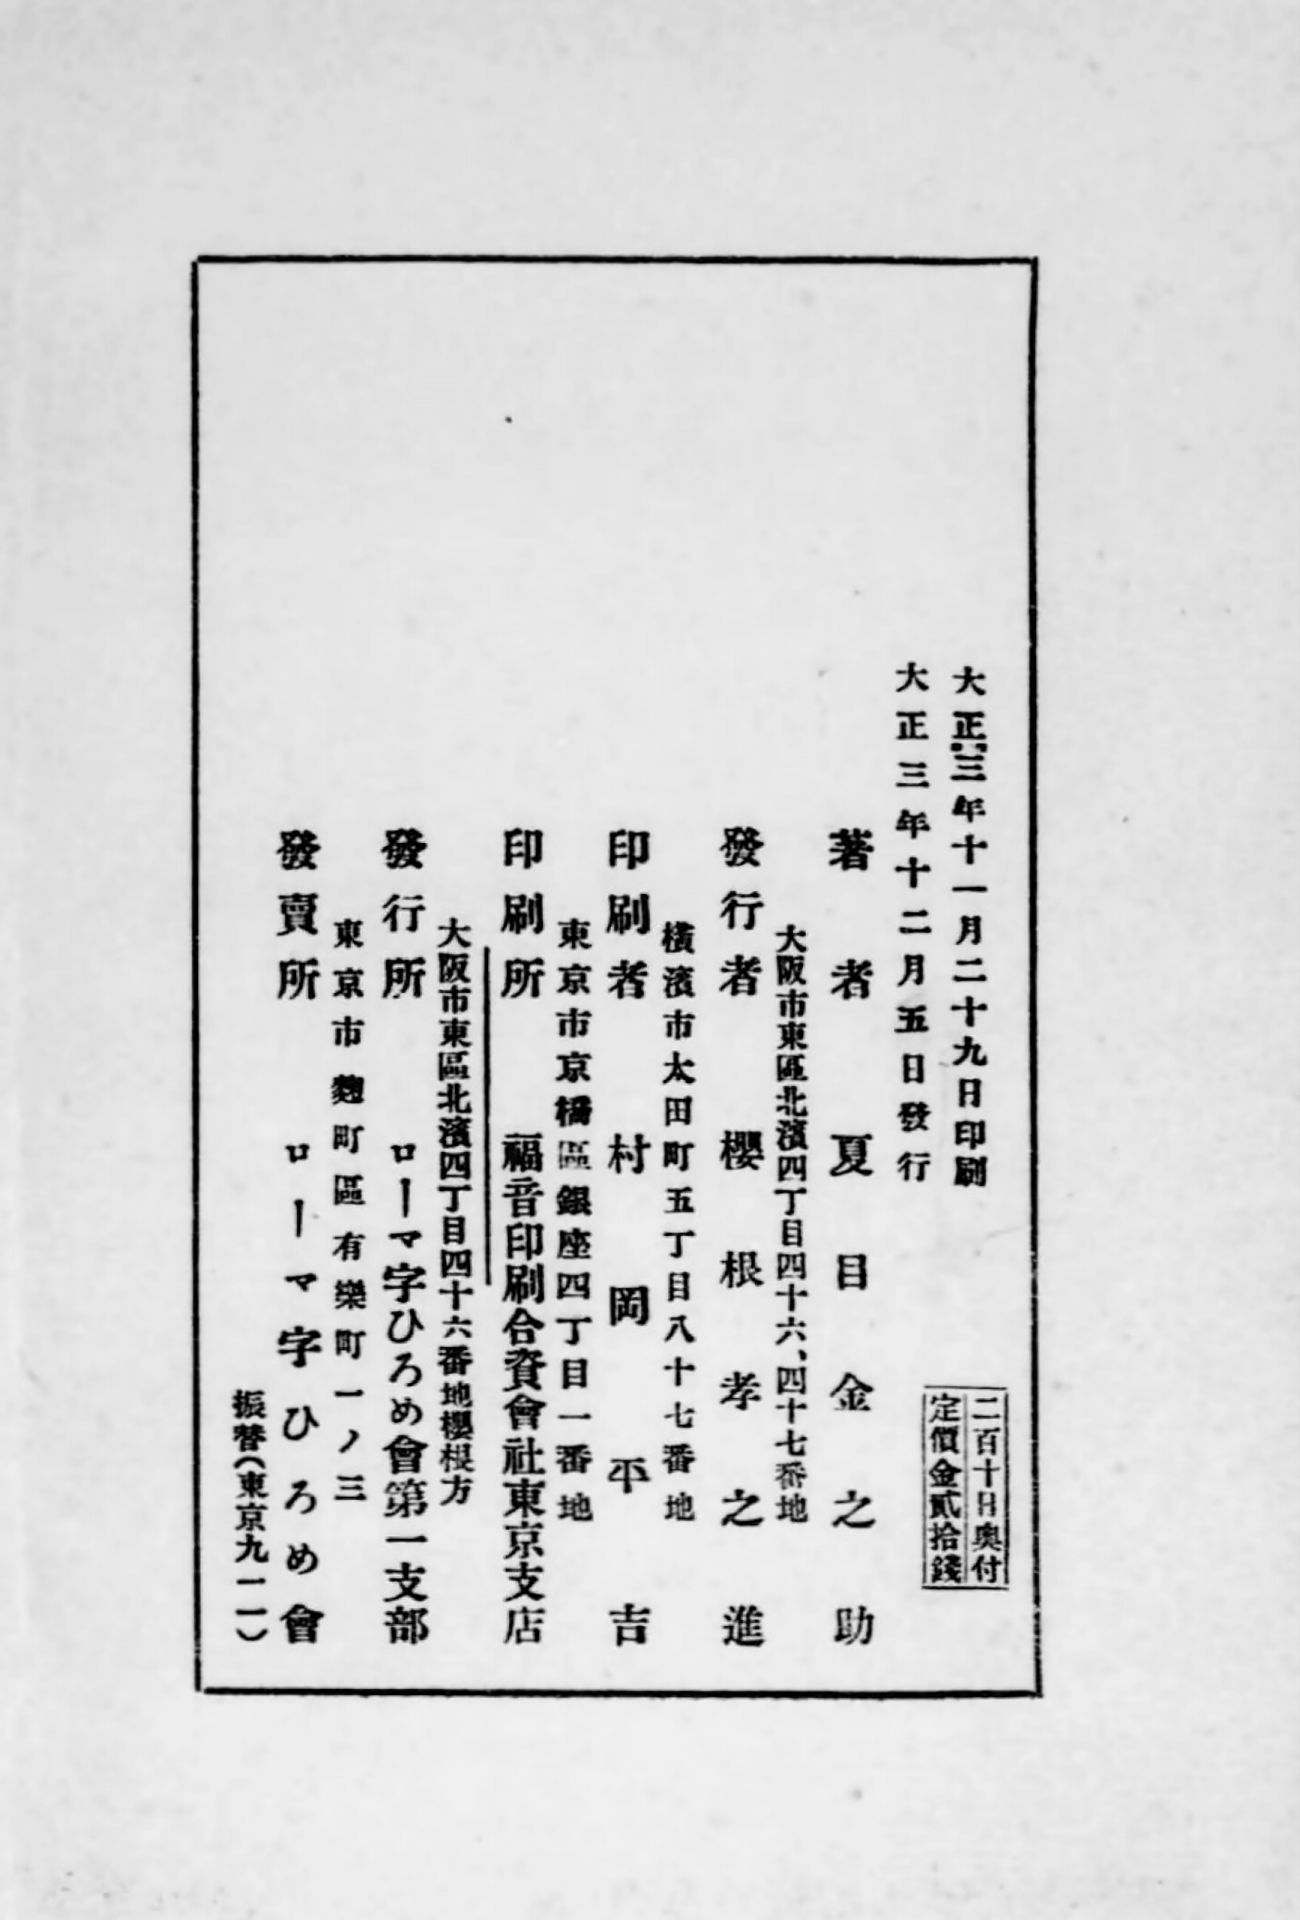 大正三年十一月二十九日印刷
大正三年十二月五日發行
二百十日奥付
定價金貳拾錢
著者 夏目金之助
大阪市東區北濱四丁目四十六、四十七番地
發行者 櫻根孝之進
橫濱市太田町五丁目八十七番地
印刷者 村岡平吉
東京市京橋區銀座四丁目一番地
印刷所 福音印刷合資會社東京支店
大阪市東區北濱四丁目四十六番地櫻根方
發行所 ローマ字ひろめ會第一支部
東京市麴町區有樂町一ノ三
發賣所 ローマ字ひろめ會
振替(東京九一二)